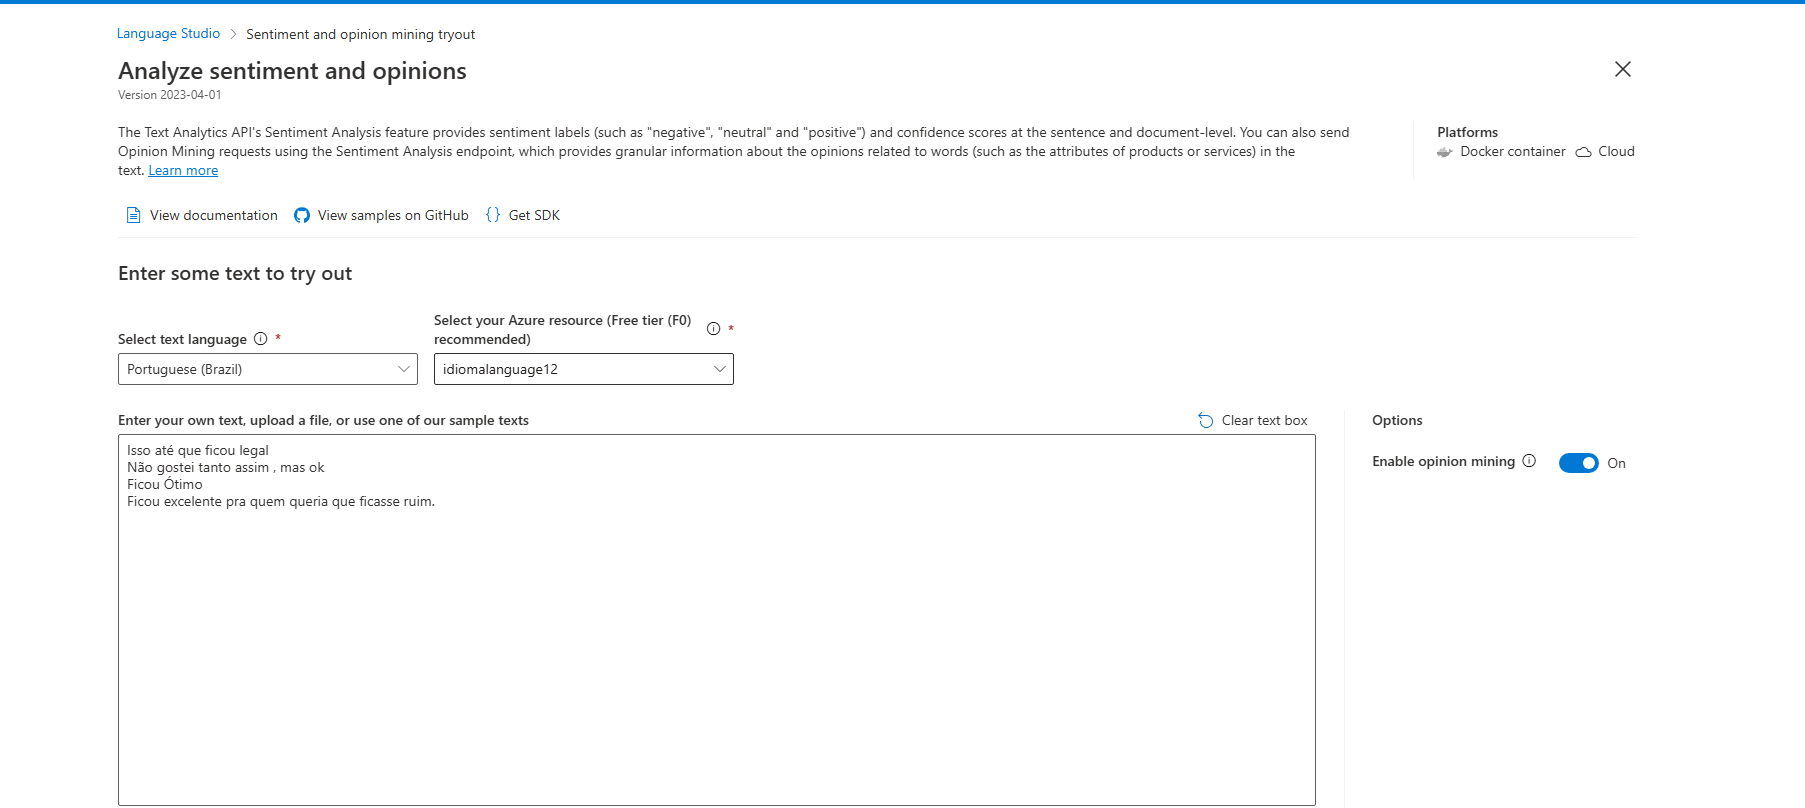 Language Studio > Sentiment and opinion mining tryout
Analyze sentiment and opinions
Version 2023-04-01
The Text Analytics API's Sentiment Analysis feature provides sentiment labels (such as "negative", "neutral" and "positive") and confidence scores at the sentence and document-level. You can also send
Opinion Mining requests using the Sentiment Analysis endpoint, which provides granular information about the opinions related to words (such as the attributes of products or services) in the
text. Learn more
Platforms
Docker container Cloud
View documentation View samples on GitHub {} Get SDK
Enter some text to try out
Select text language *
Portuguese (Brazil)
Select your Azure resource (Free tier (F0)
recommended) *
idiomalanguage12
Enter your own text, upload a file, or use one of our sample texts
Clear text box
Isso até que ficou legal
Não gostei tanto assim , mas ok
Ficou Ótimo
Ficou excelente pra quem queria que ficasse ruim.
Options
Enable opinion mining On